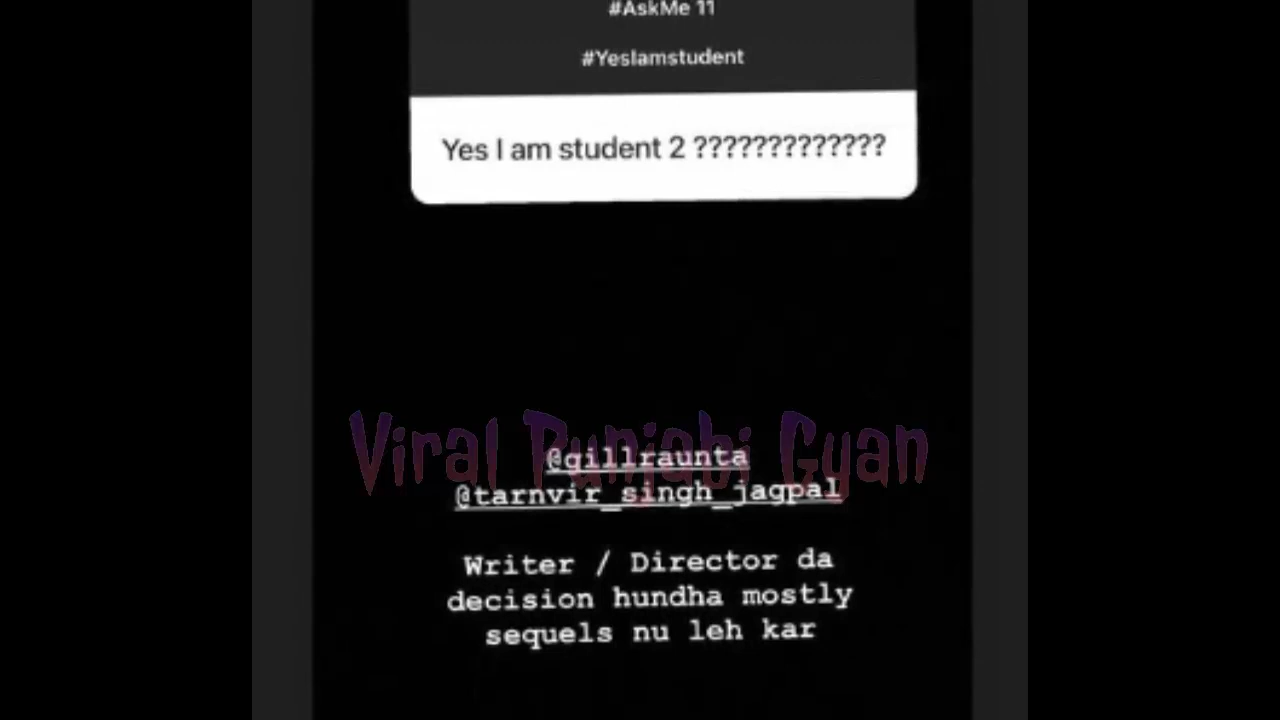 #AskMe 11
#YesIamstudent
Yes I am student 2 ?????????????
Viral Punjabi Gyan
@gillraunta
@tarnvir_singh_jagpal
Writer / Director da
decision hundha mostly
sequels nu leh kar